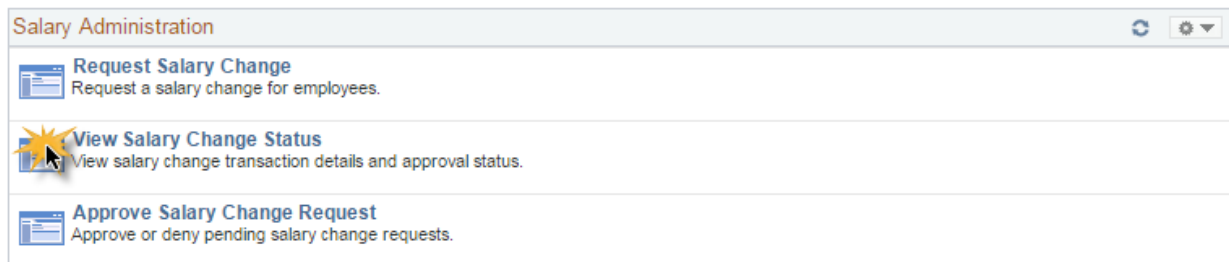 Salary Administration
Request Salary Change
Request a salary change for employees.
View Salary Change Status
View salary change transaction details and approval status.
Approve Salary Change Request
Approve or deny pending salary change requests.